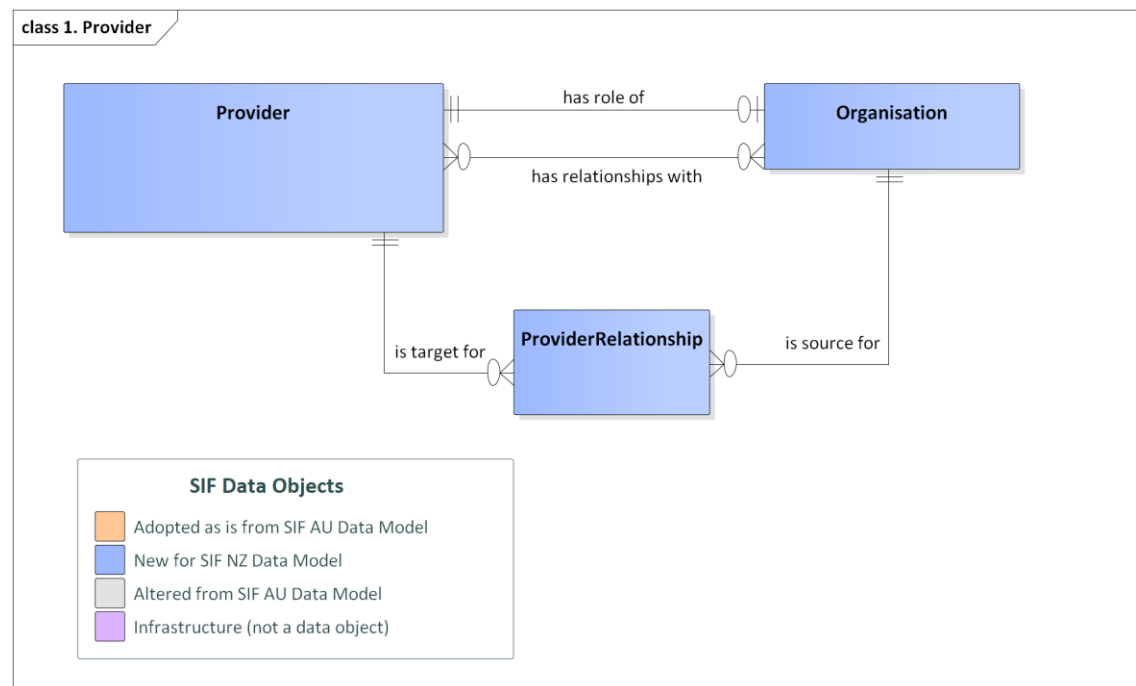 class 1. Provider
Provider
has role of
Organisation
has relationships with
ProviderRelationship
is target for
is source for
SIF Data Objects
Adopted as is from SIF AU Data Model
New for SIF NZ Data Model
Altered from SIF AU Data Model
Infrastructure (not a data object)